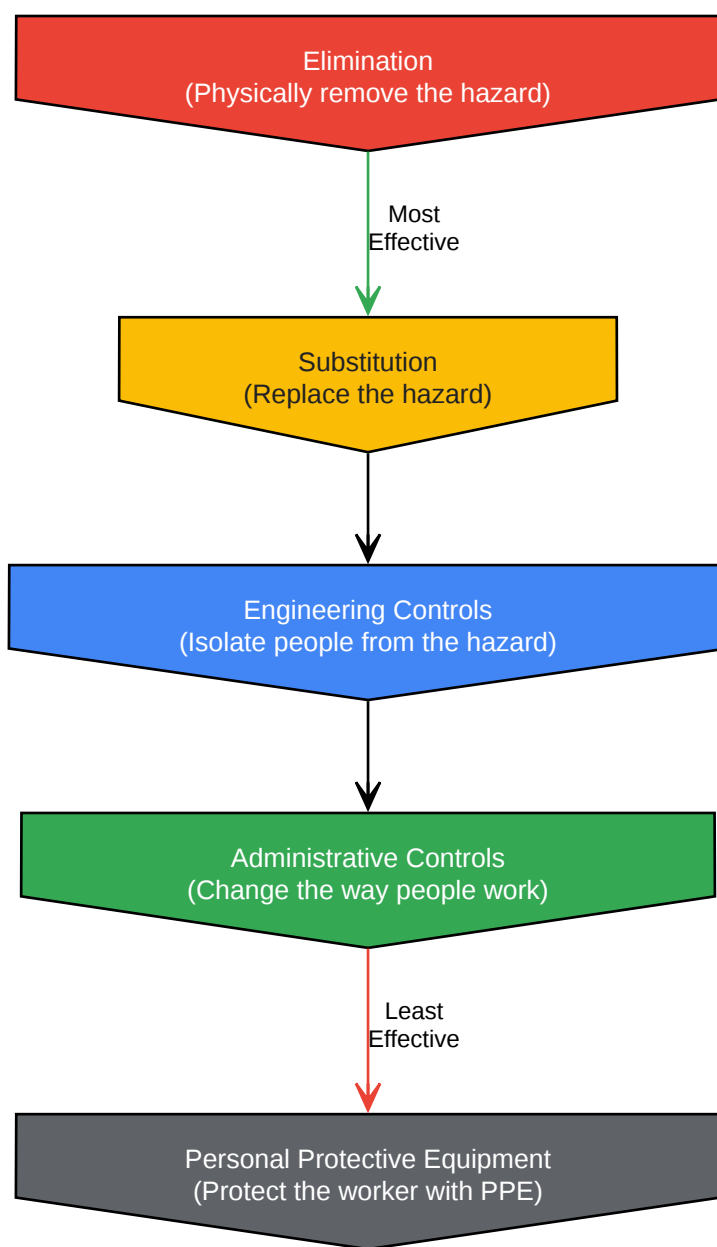 Elimination
(Physically remove the hazard)
Most
Effective
Substitution
(Replace the hazard)
Engineering Controls
(Isolate people from the hazard)
Administrative Controls
(Change the way people work)
Least
Effective
Personal Protective Equipment
(Protect the worker with PPE)